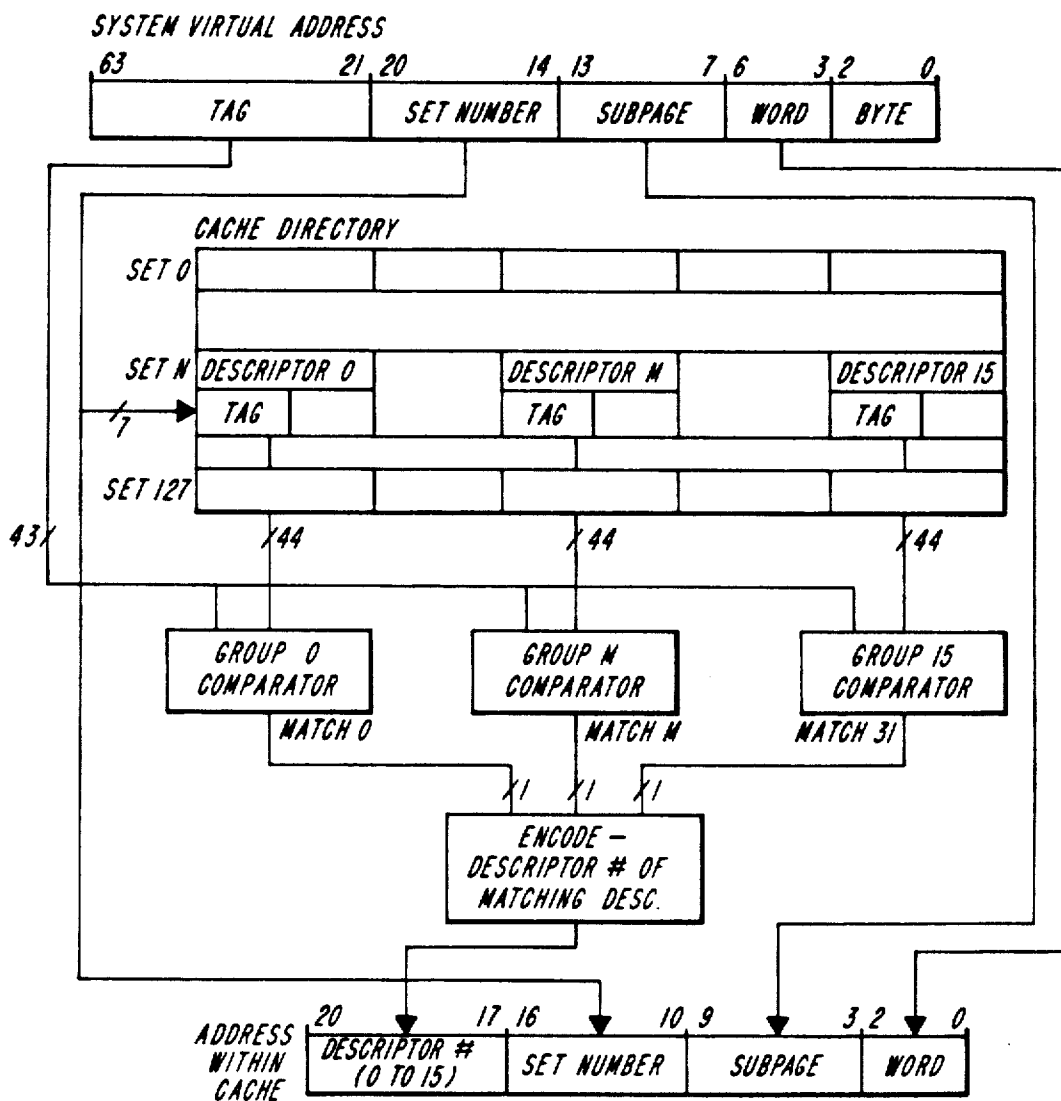 SYSTEM VIRTUAL ADDRESS
63 21 20 14 13 7 6 3 2 0
TAG SET NUMBER SUBPAGE WORD BYTE
CACHE DIRECTORY
SET 0
SET N DESCRIPTOR 0 DESCRIPTOR M DESCRIPTOR 15
TAG TAG TAG
7
SET 127
43 44 44 44
GROUP 0 GROUP M GROUP 15
COMPARATOR COMPARATOR COMPARATOR
MATCH 0 MATCH M MATCH 31
1 1 1
ENCODE –
DESCRIPTOR # OF
MATCHING DESC.
20 17 16 10 9 3 2 0
ADDRESS
WITHIN
CACHE
DESCRIPTOR #
(0 TO 15)
SET NUMBER SUBPAGE WORD